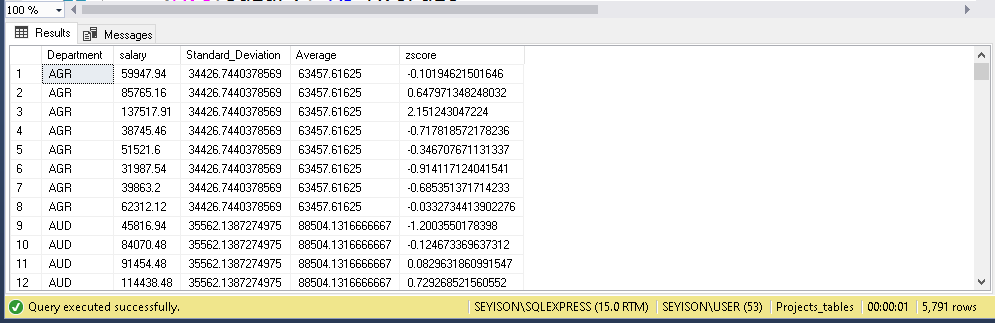 100 %
Results Messages
Department salary Standard_Deviation Average zscore
1 AGR 59947.94 34426.7440378569 63457.61625 -0.10194621501646
2 AGR 85765.16 34426.7440378569 63457.61625 0.647971348248032
3 AGR 137517.91 34426.7440378569 63457.61625 2.151243047224
4 AGR 38745.46 34426.7440378569 63457.61625 -0.717818572178236
5 AGR 51521.6 34426.7440378569 63457.61625 -0.346707671131337
6 AGR 31987.54 34426.7440378569 63457.61625 -0.914117124041541
7 AGR 39863.2 34426.7440378569 63457.61625 -0.685351371714233
8 AGR 62312.12 34426.7440378569 63457.61625 -0.0332734413902276
9 AUD 45816.94 35562.1387274975 88504.1316666667 -1.2003550178398
10 AUD 84070.48 35562.1387274975 88504.1316666667 -0.124673369637312
11 AUD 91454.48 35562.1387274975 88504.1316666667 0.0829631860991547
12 AUD 114438.48 35562.1387274975 88504.1316666667 0.729268521560552
Query executed successfully. SEYISON\SQLEXPRESS (15.0 RTM) SEYISON\USER (53) Projects_tables 00:00:01 5,791 rows